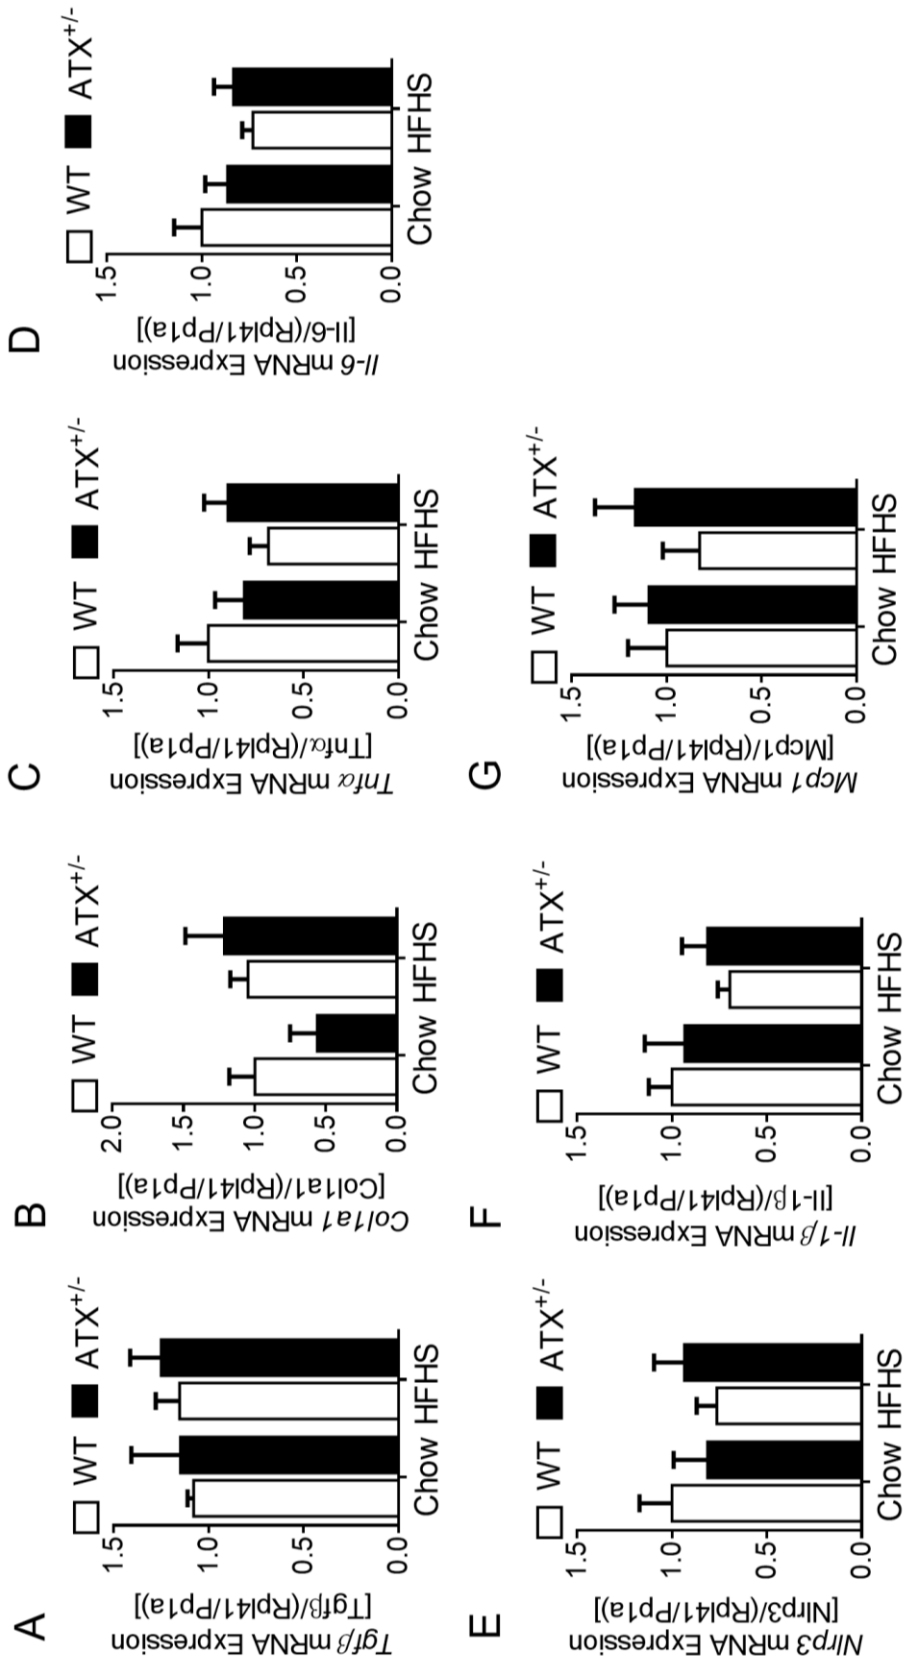 A
WT ATX+/-
Tgfβ mRNA Expression
[Tgfβ/(Rpl41/Pp1a)]
1.5
1.0
0.5
0.0
Chow HFHS
B
WT ATX+/-
Col1a1 mRNA Expression
[Col1a1/(Rpl41/Pp1a)]
2.0
1.5
1.0
0.5
0.0
Chow HFHS
C
WT ATX+/-
Tnfα mRNA Expression
[Tnfα/(Rpl41/Pp1a)]
1.5
1.0
0.5
0.0
Chow HFHS
D
WT ATX+/-
Il-6 mRNA Expression
[Il-6/(Rpl41/Pp1a)]
1.5
1.0
0.5
0.0
Chow HFHS
E
WT ATX+/-
Nlrp3 mRNA Expression
[Nlrp3/(Rpl41/Pp1a)]
1.5
1.0
0.5
0.0
Chow HFHS
F
WT ATX+/-
Il-1β mRNA Expression
[Il-1β/(Rpl41/Pp1a)]
1.5
1.0
0.5
0.0
Chow HFHS
G
WT ATX+/-
Mcp1 mRNA Expression
[Mcp1/(Rpl41/Pp1a)]
1.5
1.0
0.5
0.0
Chow HFHS